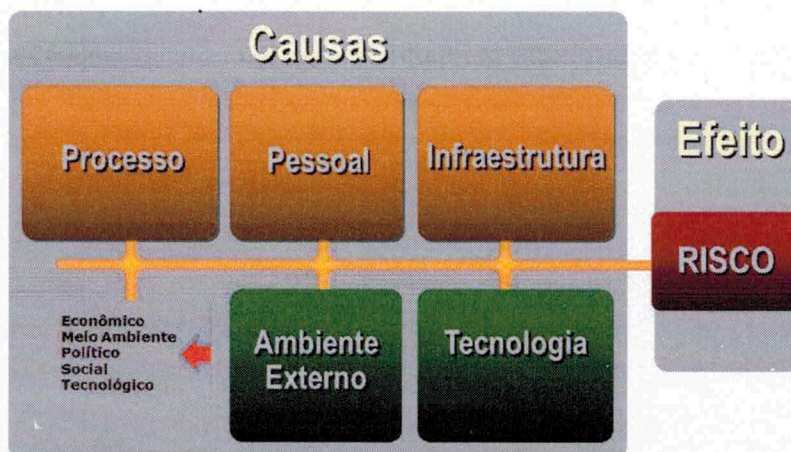 Causas
Processo
Pessoal
Infraestrutura
Efeito
RISCO
Econômico
Meio Ambiente
Político
Social
Tecnológico
Ambiente
Externo
Tecnologia